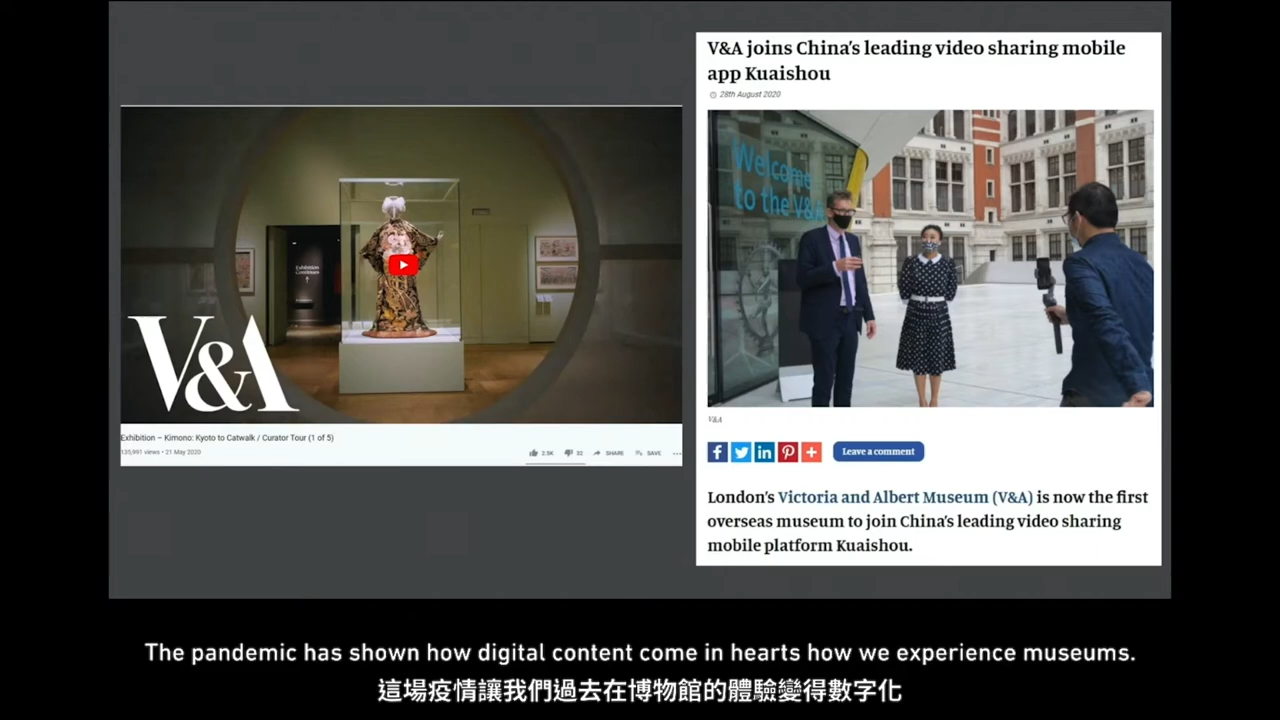 V&A joins China's leading video sharing mobile
app Kuaishou
28th August 2020
Welcome
to the V&A
Exhibition
Continues
V&A
Exhibition – Kimono: Kyoto to Catwalk / Curator Tour (1 of 5)
135,991 views • 21 May 2020
2.5K
32
SHARE
SAVE
V&A
Leave a comment
London's Victoria and Albert Museum (V&A) is now the first
overseas museum to join China's leading video sharing
mobile platform Kuaishou.
The pandemic has shown how digital content come in hearts how we experience museums.
這場疫情讓我們過去在博物館的體驗變得數字化